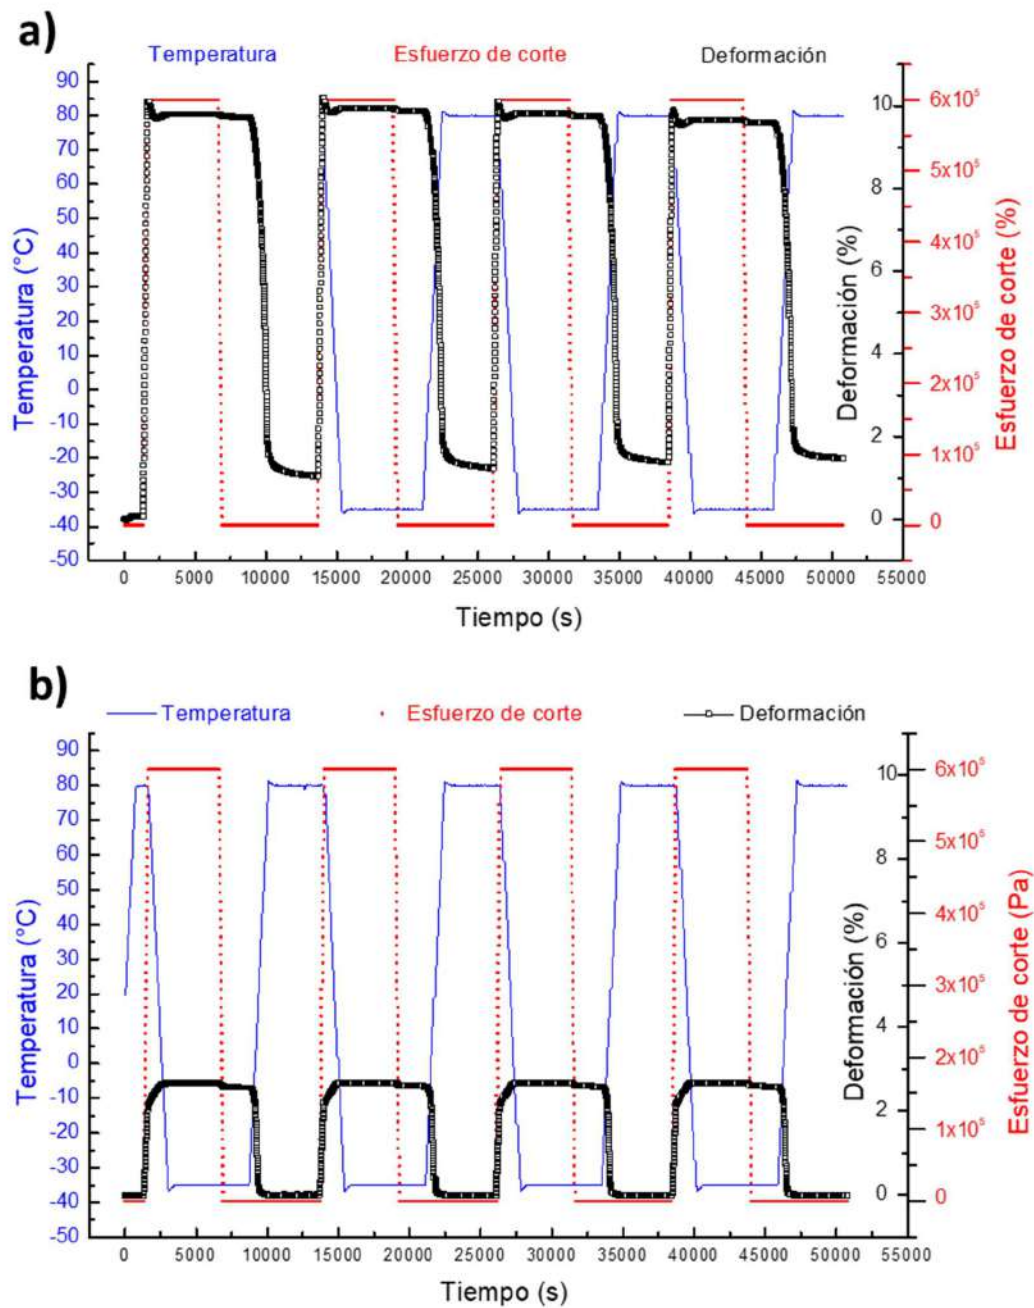 a)
Temperatura Esfuerzo de corte Deformación
90
80
70
60
50
40
30
20
10
0
-10
-20
-30
-40
-50
Temperatura (°C)
10
8
6
4
2
0
Deformación (%)
6x10⁵
5x10⁵
4x10⁵
3x10⁵
2x10⁵
1x10⁵
0
Esfuerzo de corte (%)
0 5000 10000 15000 20000 25000 30000 35000 40000 45000 50000 55000
Tiempo (s)
b)
Temperatura Esfuerzo de corte Deformación
90
80
70
60
50
40
30
20
10
0
-10
-20
-30
-40
-50
Temperatura (°C)
10
8
6
4
2
0
Deformación (%)
6x10⁵
5x10⁵
4x10⁵
3x10⁵
2x10⁵
1x10⁵
0
Esfuerzo de corte (Pa)
0 5000 10000 15000 20000 25000 30000 35000 40000 45000 50000 55000
Tiempo (s)